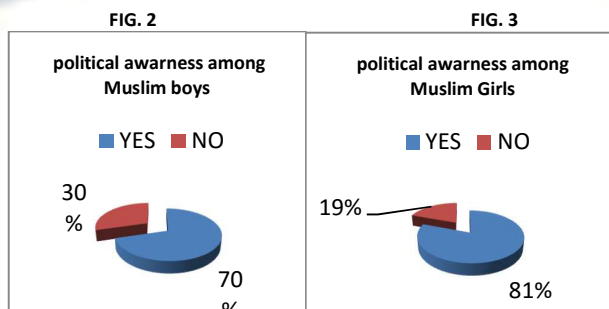 FIG. 2
political awarness among
Muslim boys
YES NO
30
%
70
%
FIG. 3
political awarness among
Muslim Girls
YES NO
19%
81%